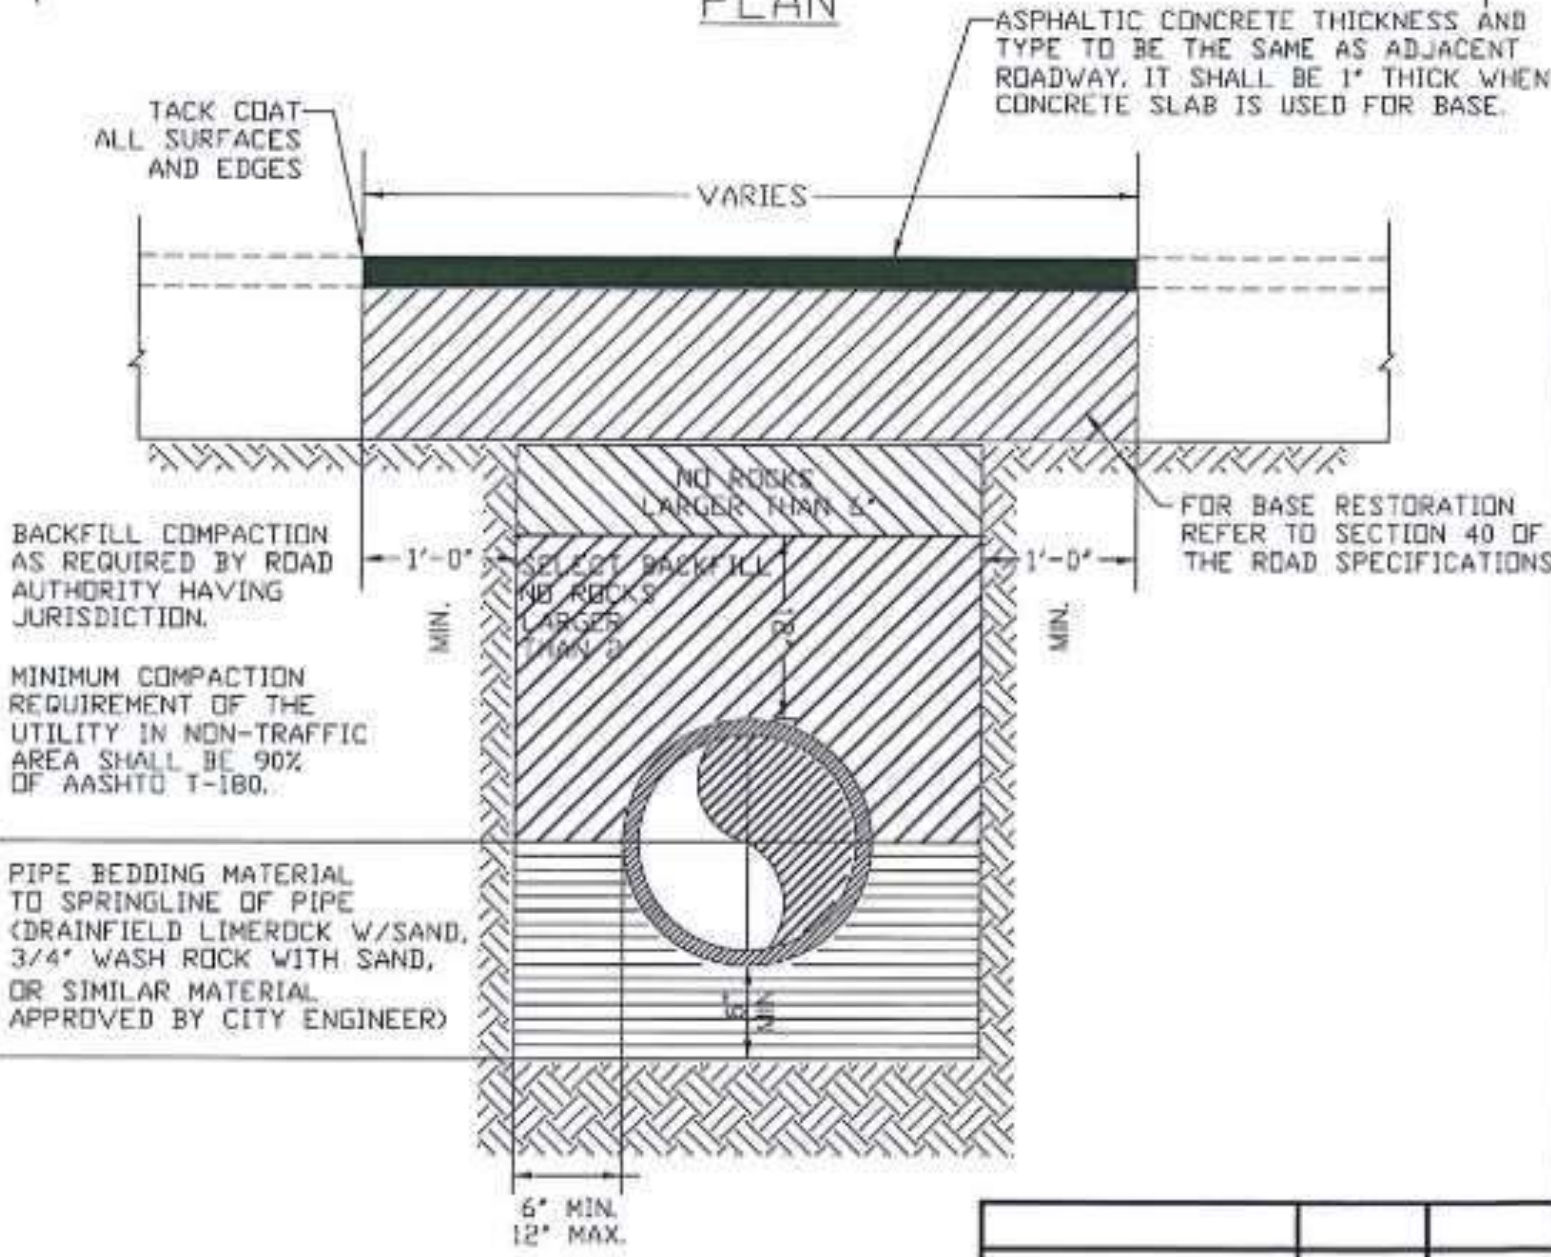 PLAN
ASPHALTIC CONCRETE THICKNESS AND
TYPE TO BE THE SAME AS ADJACENT
ROADWAY. IT SHALL BE 1" THICK WHEN
CONCRETE SLAB IS USED FOR BASE.
TACK COAT
ALL SURFACES
AND EDGES
VARIES
NO ROCKS
LARGER THAN 6"
FOR BASE RESTORATION
REFER TO SECTION 40 OF
THE ROAD SPECIFICATIONS
BACKFILL COMPACTION
AS REQUIRED BY ROAD
AUTHORITY HAVING
JURISDICTION.
1'-0"
MIN.
SELECT BACKFILL
NO ROCKS
LARGER
THAN 2"
1'-0"
MIN.
MINIMUM COMPACTION
REQUIREMENT OF THE
UTILITY IN NON-TRAFFIC
AREA SHALL BE 90%
OF AASHTO T-180.
PIPE BEDDING MATERIAL
TO SPRINGLINE OF PIPE
(DRAINFIELD LIMEROCK W/SAND,
3/4" WASH ROCK WITH SAND,
OR SIMILAR MATERIAL
APPROVED BY CITY ENGINEER)
MIN
6" MIN.
12" MAX.